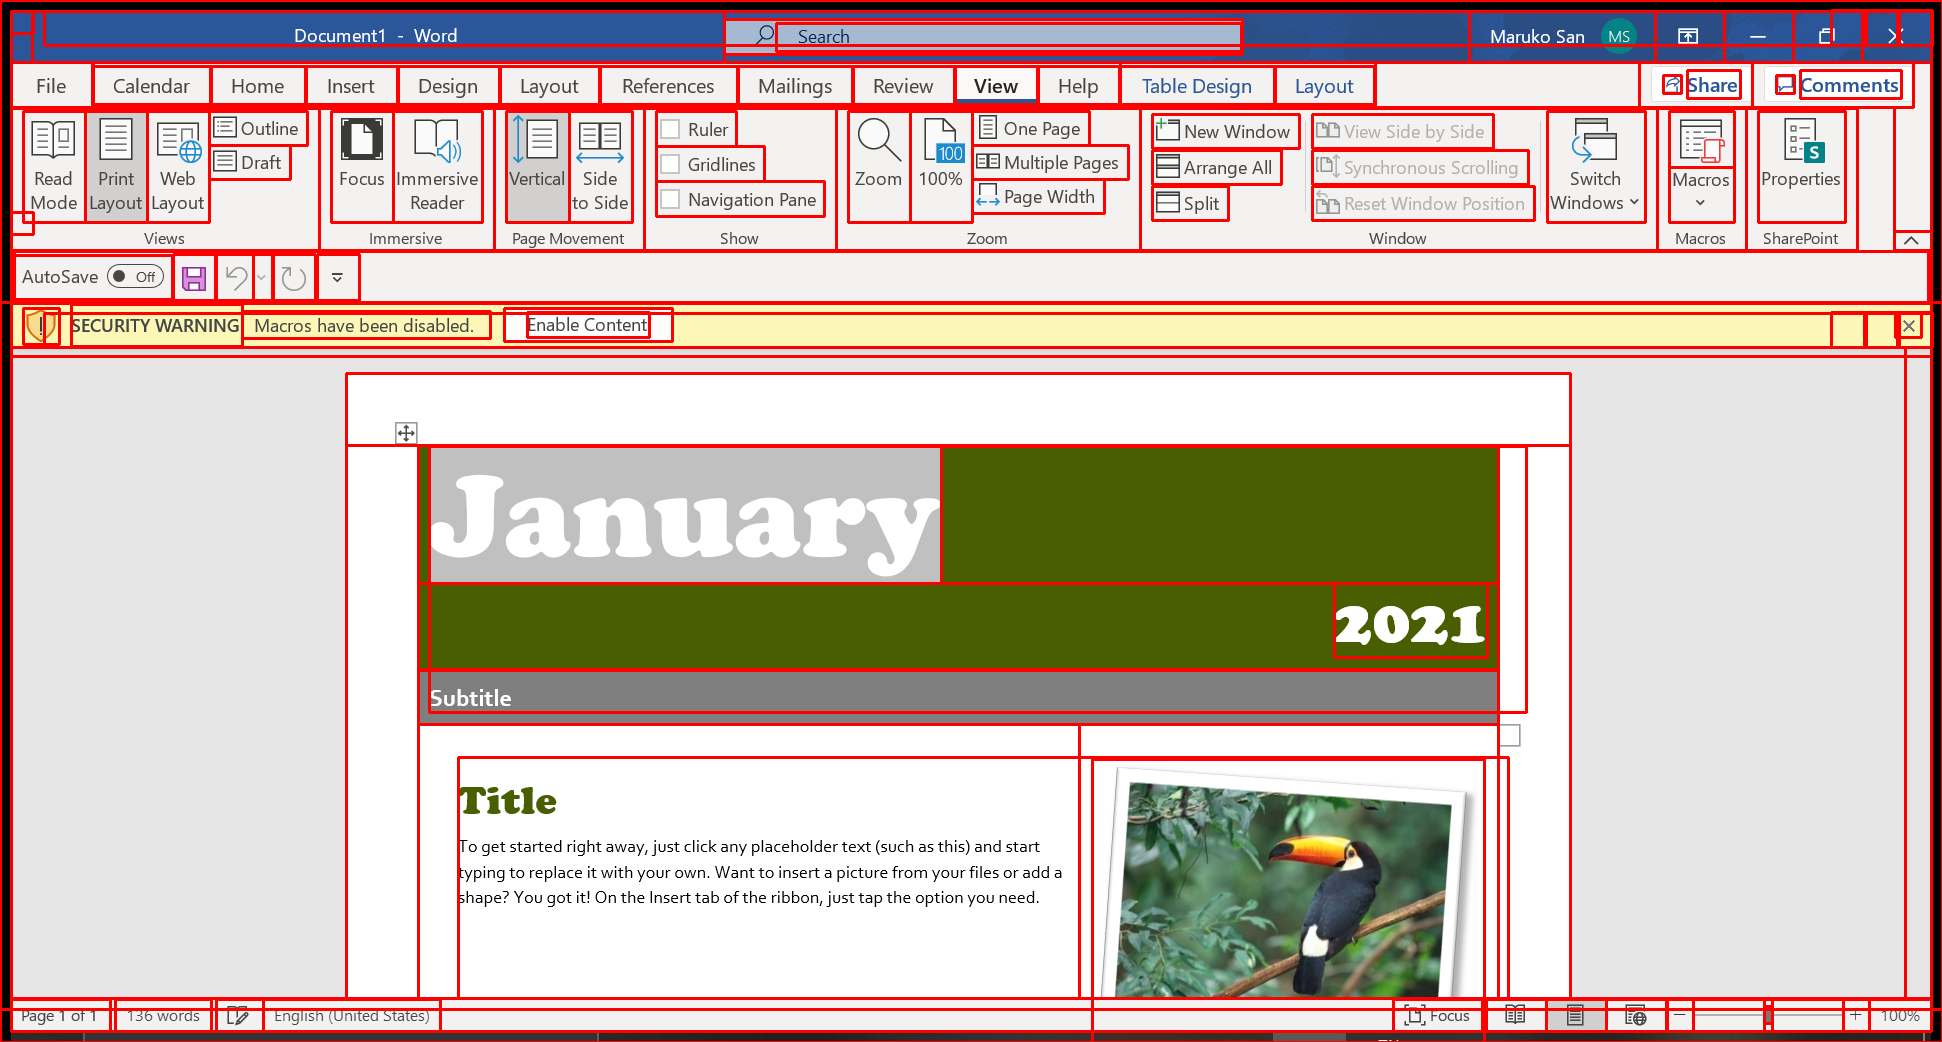 Document1 - Word
Search
Maruko San
MS
File
Calendar
Home
Insert
Design
Layout
References
Mailings
Review
View
Help
Table Design
Layout
Share
Comments
Read Mode
Print Layout
Web Layout
Outline
Draft
Views
Focus
Immersive Reader
Immersive
Vertical
Side to Side
Page Movement
Ruler
Gridlines
Navigation Pane
Show
Zoom
100
100%
One Page
Multiple Pages
Page Width
Zoom
New Window
Arrange All
Split
View Side by Side
Synchronous Scrolling
Reset Window Position
Switch Windows
Window
Macros
Macros
S
Properties
SharePoint
AutoSave
Off
SECURITY WARNING
Macros have been disabled.
Enable Content
January
2021
Subtitle
Title
To get started right away, just click any placeholder text (such as this) and start
typing to replace it with your own. Want to insert a picture from your files or add a
shape? You got it! On the Insert tab of the ribbon, just tap the option you need.
Page 1 of 1
136 words
English (United States)
Focus
100%